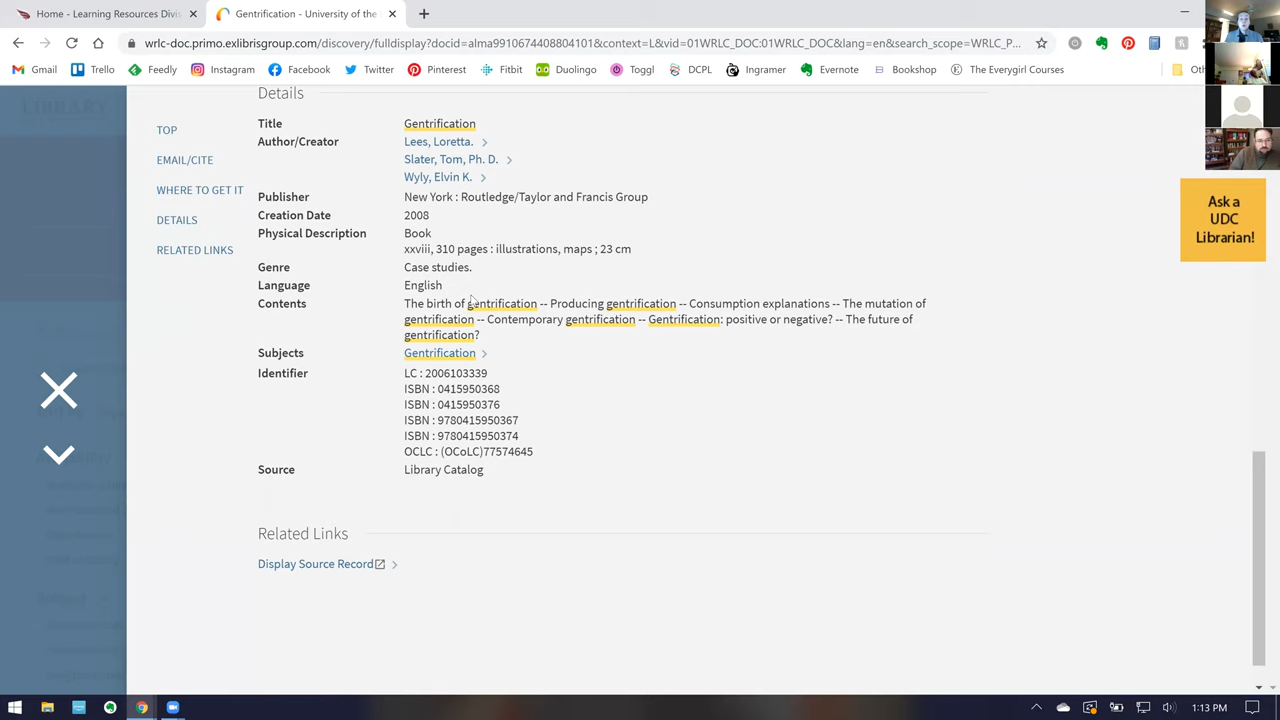 Home - Learning Resources Divis
Gentrification - University of the
wrlc-doc.primo.exlibrisgroup.com/discovery/fulldisplay?docid=alma99106744088041​01&context=L&vid=01WRLC_DOC:01WRLC_DOC&lang=en&search_scope=WRLC_P...
Gmail Trello Feedly Instagram Facebook Twitter Pinterest Fitbit Duolingo Toggl DCPL Ingramer Evernote Bookshop The Everygirl Courses
Details
TOP
EMAIL/CITE
WHERE TO GET IT
DETAILS
RELATED LINKS
Title Gentrification
Author/Creator Lees, Loretta.
Slater, Tom, Ph. D.
Wyly, Elvin K.
Publisher New York : Routledge/Taylor and Francis Group
Creation Date 2008
Physical Description Book
xxviii, 310 pages : illustrations, maps ; 23 cm
Genre Case studies.
Language English
Contents The birth of gentrification -- Producing gentrification -- Consumption explanations -- The mutation of
gentrification -- Contemporary gentrification -- Gentrification: positive or negative? -- The future of
gentrification?
Subjects Gentrification
Identifier LC : 2006103339
ISBN : 0415950368
ISBN : 0415950376
ISBN : 9780415950367
ISBN : 9780415950374
OCLC : (OCoLC)77574645
Source Library Catalog
Related Links
Display Source Record
Ask a
UDC
Librarian!
1:13 PM